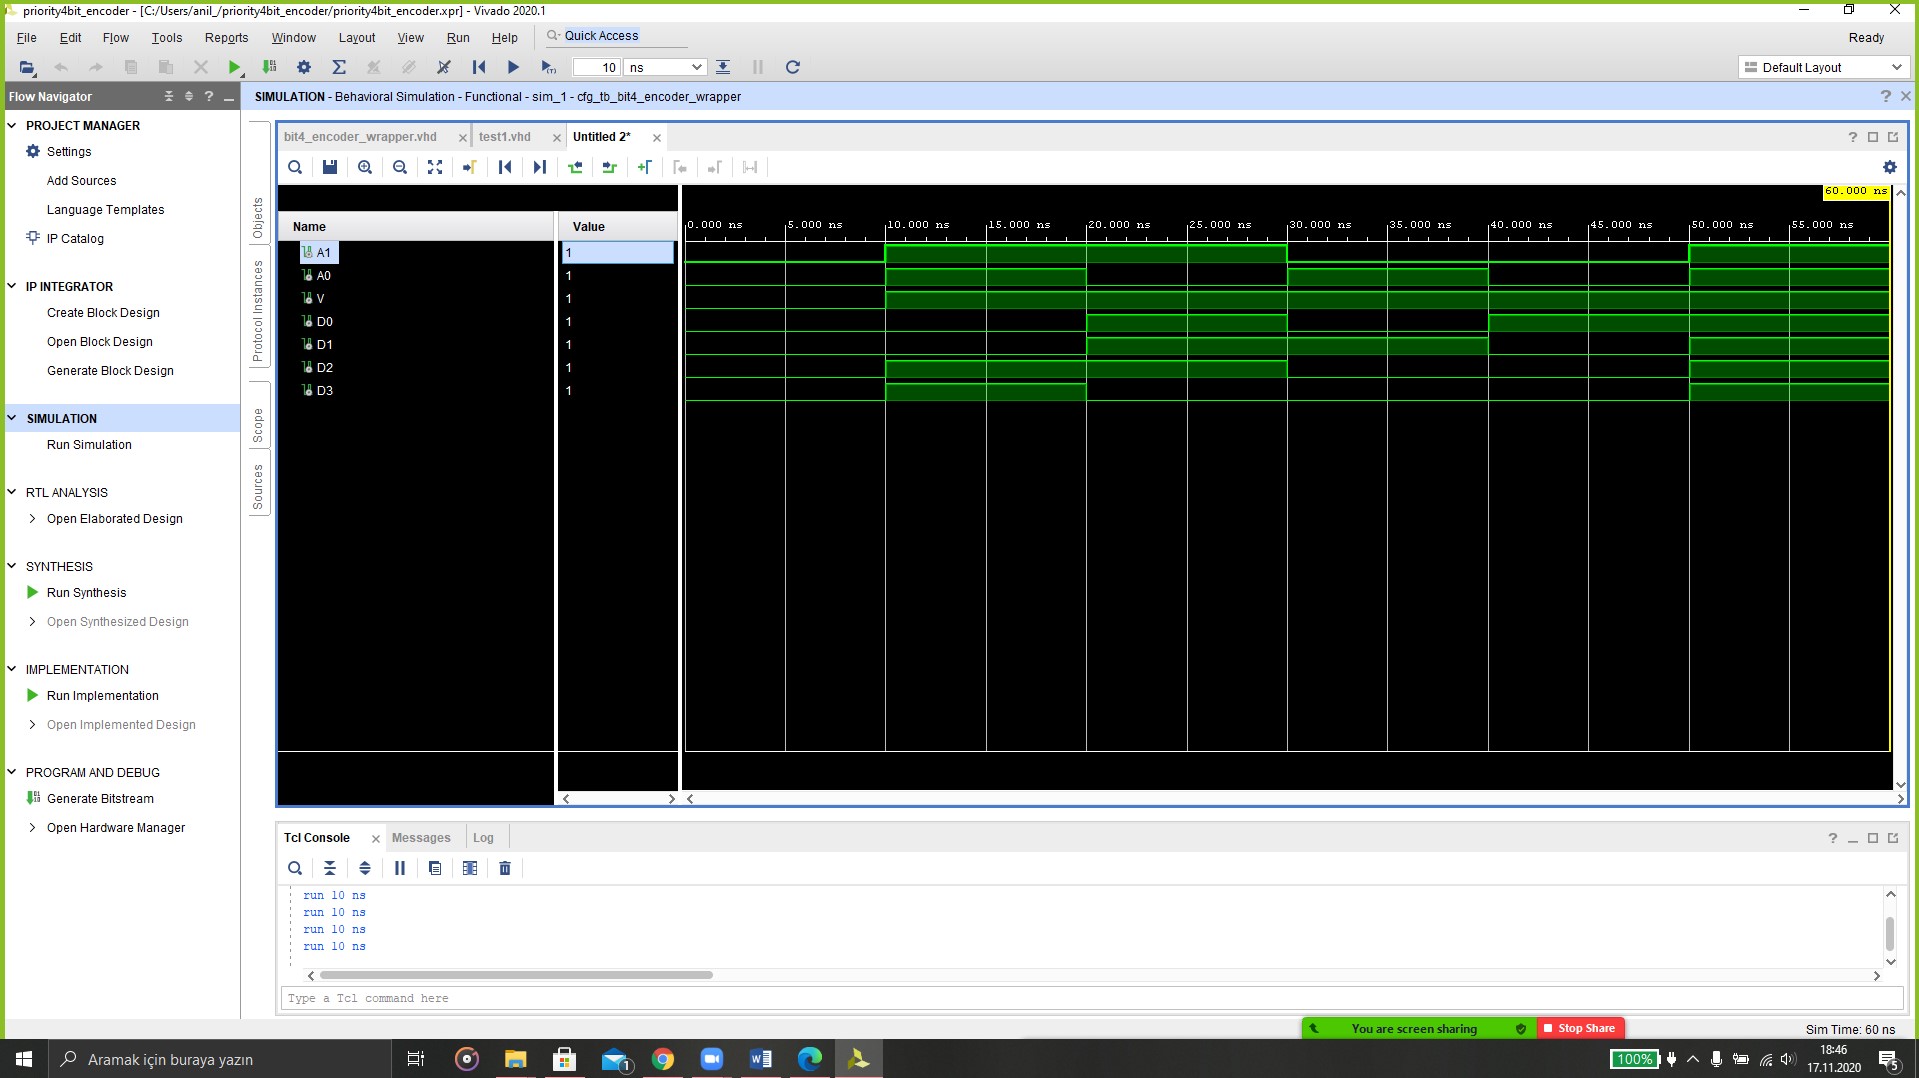 priority4bit_encoder - [C:/Users/anil_/priority4bit_encoder/priority4bit_encoder.xpr] - Vivado 2020.1
File Edit Flow Tools Reports Window Layout View Run Help Quick Access Ready
10 ns Default Layout
Flow Navigator
SIMULATION - Behavioral Simulation - Functional - sim_1 - cfg_tb_bit4_encoder_wrapper
PROJECT MANAGER
Settings
Add Sources
Language Templates
IP Catalog
IP INTEGRATOR
Create Block Design
Open Block Design
Generate Block Design
SIMULATION
Run Simulation
RTL ANALYSIS
Open Elaborated Design
SYNTHESIS
Run Synthesis
Open Synthesized Design
IMPLEMENTATION
Run Implementation
Open Implemented Design
PROGRAM AND DEBUG
Generate Bitstream
Open Hardware Manager
Objects
Protocol Instances
Scope
Sources
bit4_encoder_wrapper.vhd test1.vhd Untitled 2*
60.000 ns
Name Value
0.000 ns 5.000 ns 10.000 ns 15.000 ns 20.000 ns 25.000 ns 30.000 ns 35.000 ns 40.000 ns 45.000 ns 50.000 ns 55.000 ns
A1 1
A0 1
V 1
D0 1
D1 1
D2 1
D3 1
Tcl Console Messages Log
run 10 ns
run 10 ns
run 10 ns
run 10 ns
Type a Tcl command here
You are screen sharing Stop Share
Sim Time: 60 ns
Aramak için buraya yazın
1
100%
18:46
17.11.2020
5